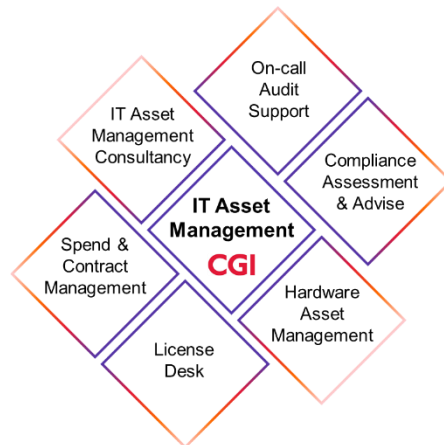 On-call
Audit
Support
IT Asset
Management
Consultancy
Compliance
Assessment
& Advise
IT Asset
Management
CGI
Spend &
Contract
Management
Hardware
Asset
Management
License
Desk